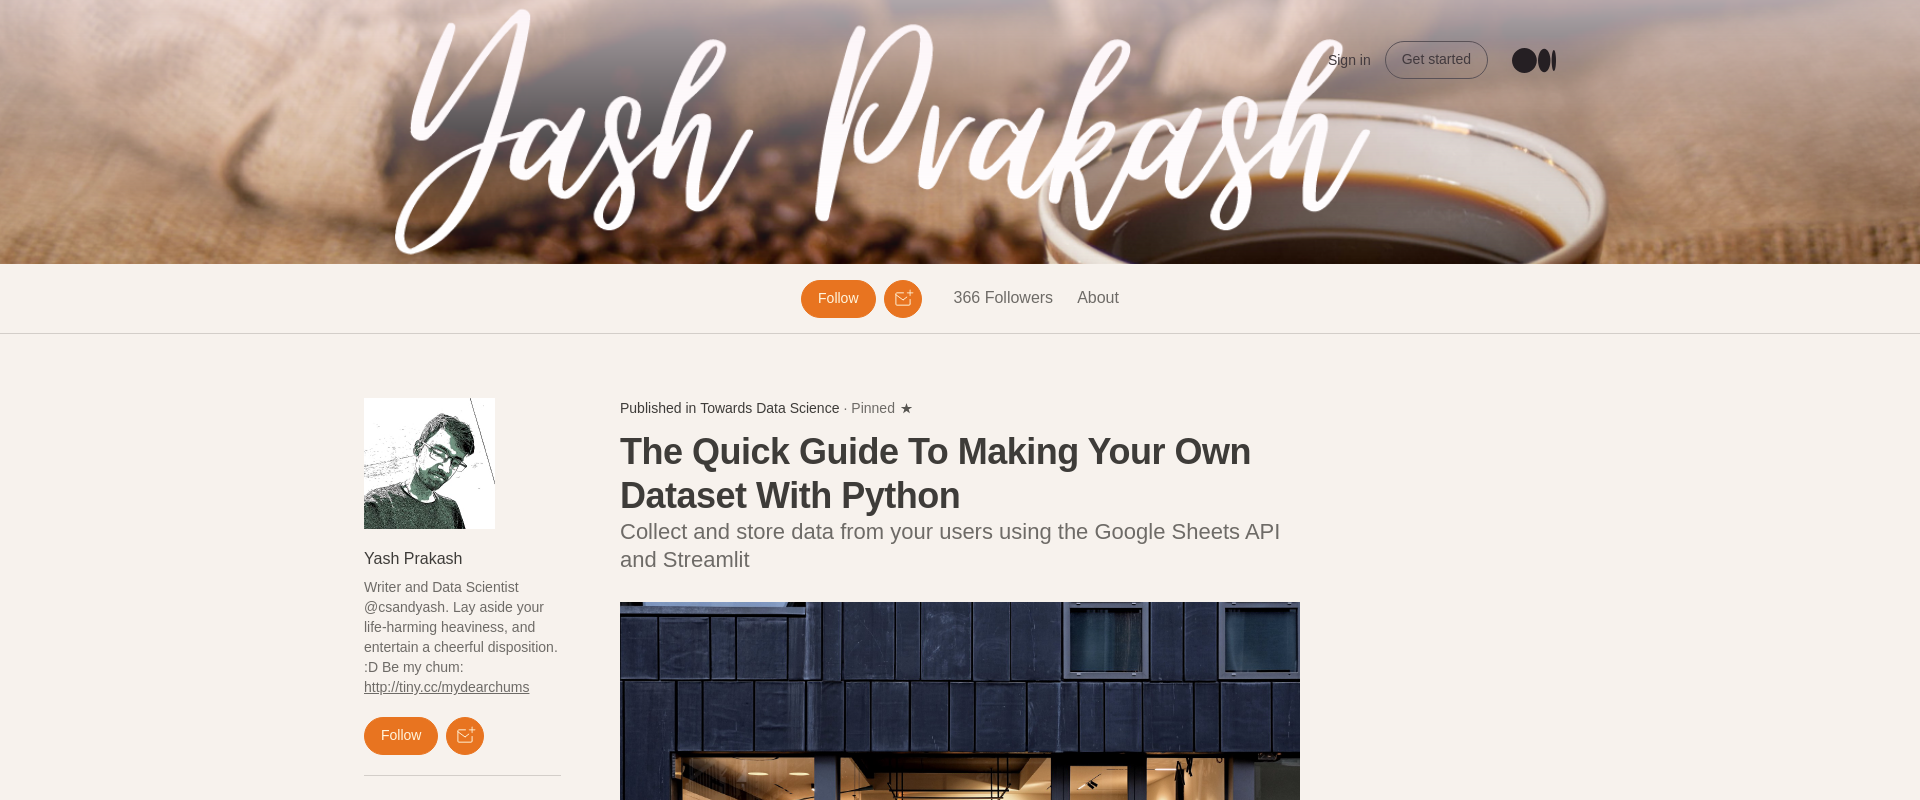 Yash Prakash
Sign in
Get started
Follow
366 Followers
About
Yash Prakash
Writer and Data Scientist
@csandyash. Lay aside your
life-harming heaviness, and
entertain a cheerful disposition.
:D Be my chum:
http://tiny.cc/mydearchums
Follow
Published in Towards Data Science · Pinned ★
The Quick Guide To Making Your Own
Dataset With Python
Collect and store data from your users using the Google Sheets API
and Streamlit